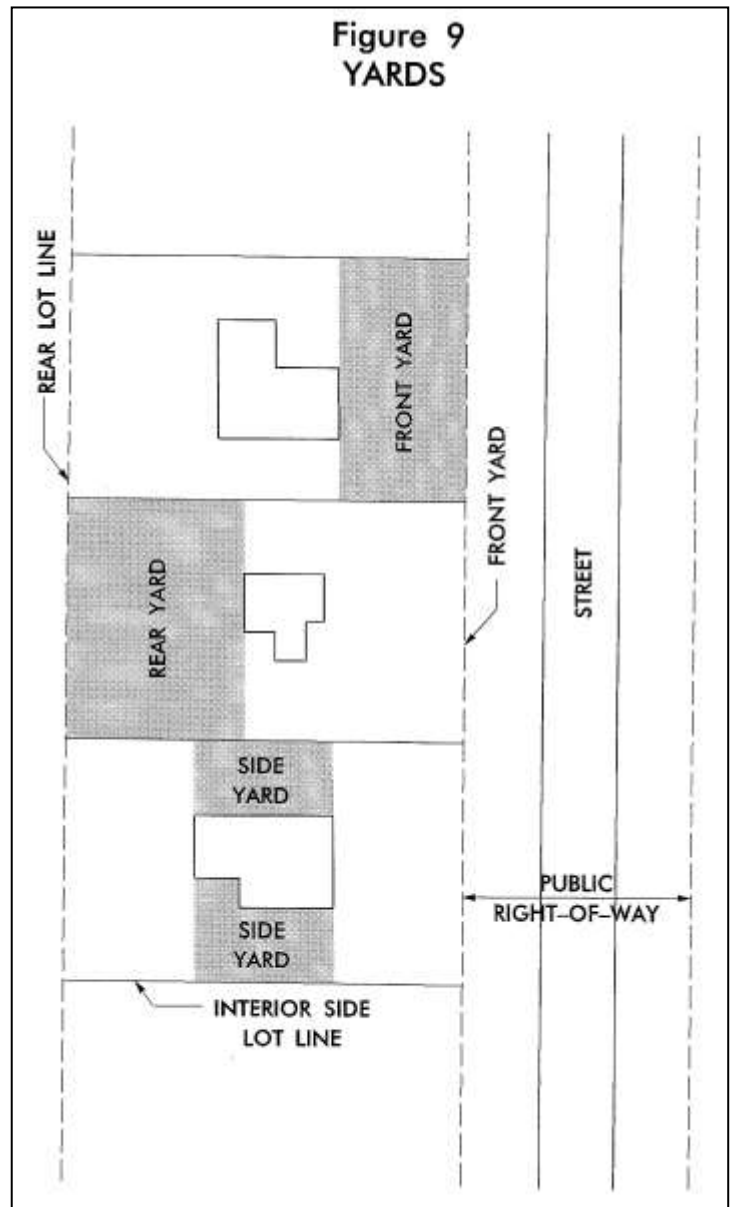 Figure 9
YARDS
REAR LOT LINE
FRONT YARD
FRONT YARD
STREET
REAR YARD
SIDE
YARD
PUBLIC
RIGHT-OF-WAY
SIDE
YARD
INTERIOR SIDE
LOT LINE